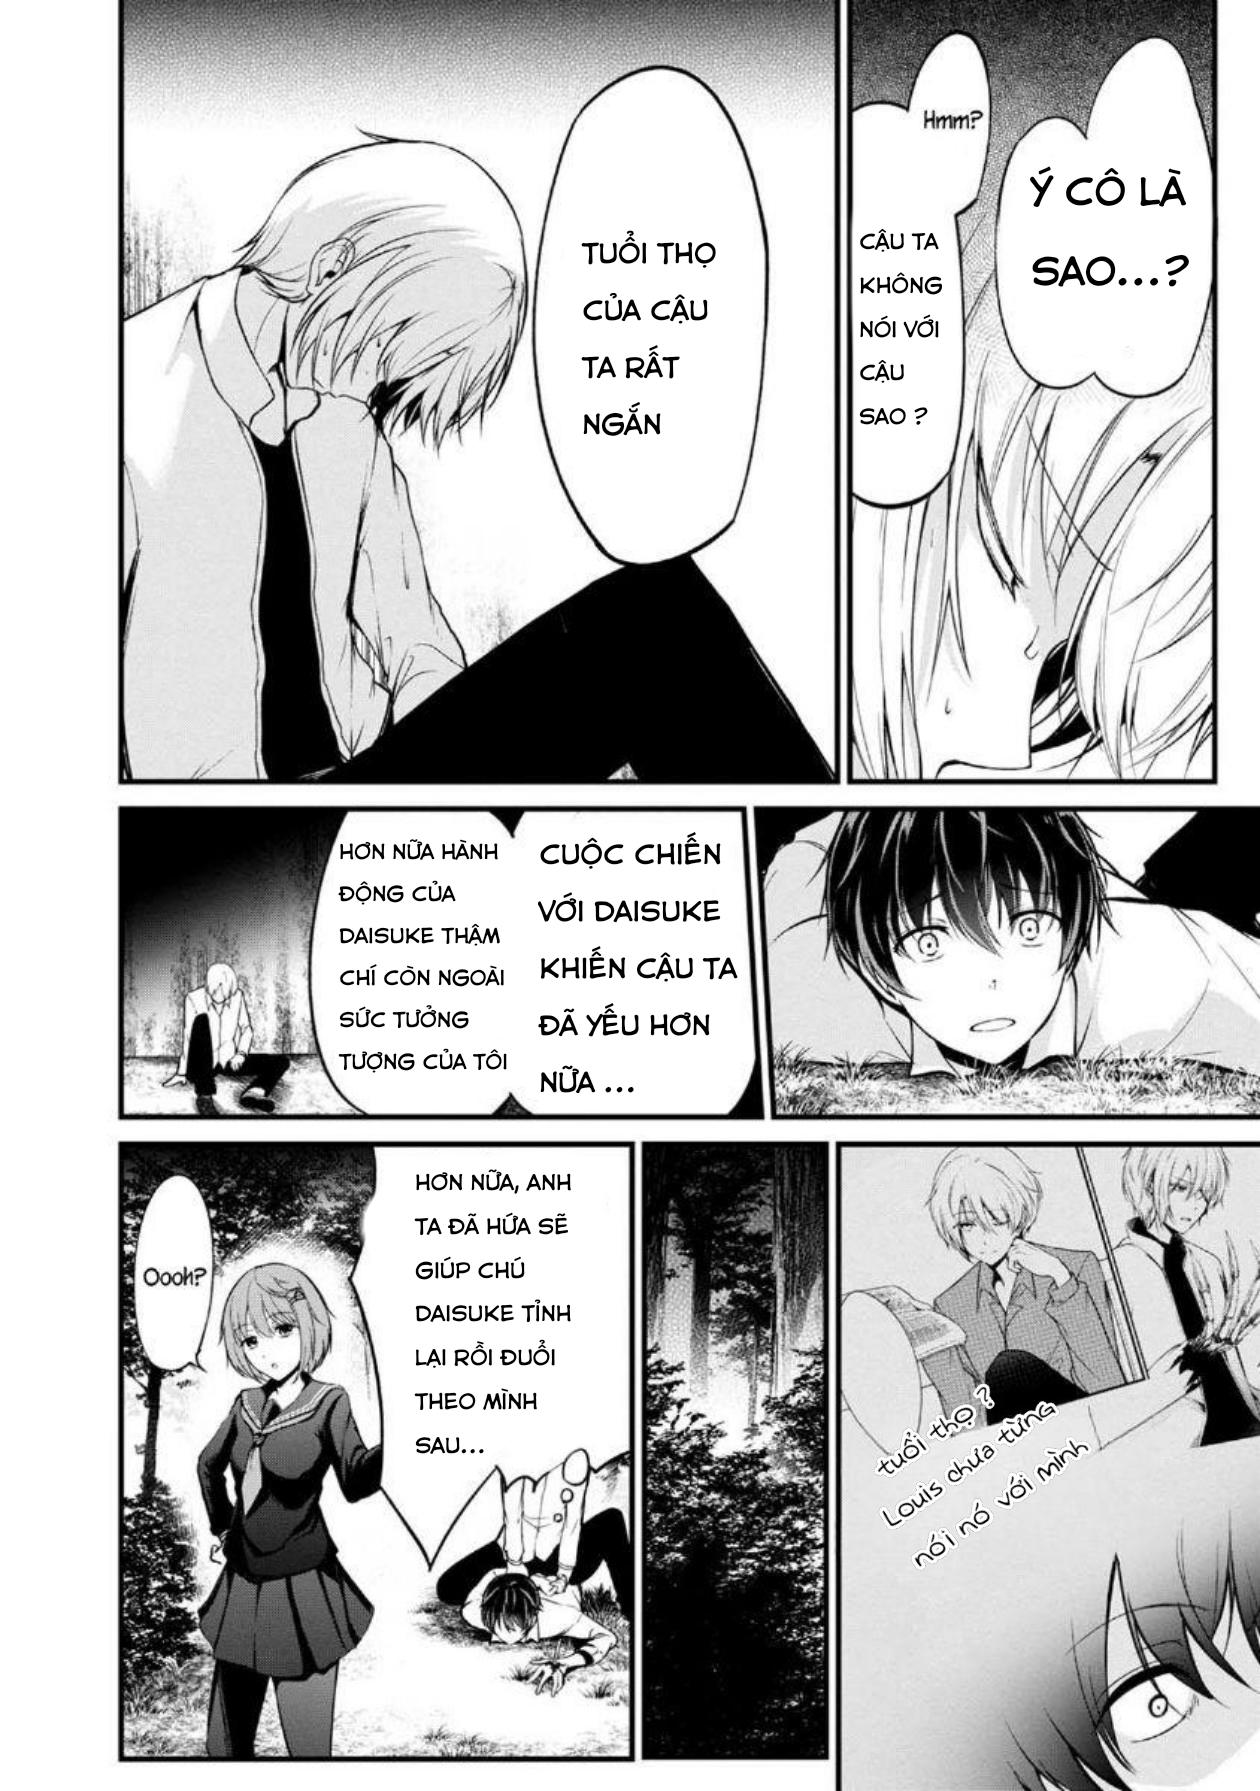 Ý CÔ LÀ
SAO...?
Hmm?
CẬU TA
KHÔNG
NÓI VỚI
CẬU
SAO ?
TUỔI THỌ
CỦA CẬU
TA RẤT
NGẮN
CUỘC CHIẾN
VỚI DAISUKE
KHIẾN CẬU TA
ĐÃ YẾU HƠN
NỮA ...
HƠN NỮA HÀNH
ĐỘNG CỦA
DAISUKE THẬM
CHÍ CÒN NGOÀI
SỨC TƯỞNG
TƯỢNG CỦA TÔI
tuổi thọ ?
Louis chưa từng
nói nó với mình
HƠN NỮA, ANH
TA ĐÃ HỨA SẼ
GIÚP CHÚ
DAISUKE TỈNH
LẠI RỒI ĐUỔI
THEO MÌNH
SAU...
Oooh?